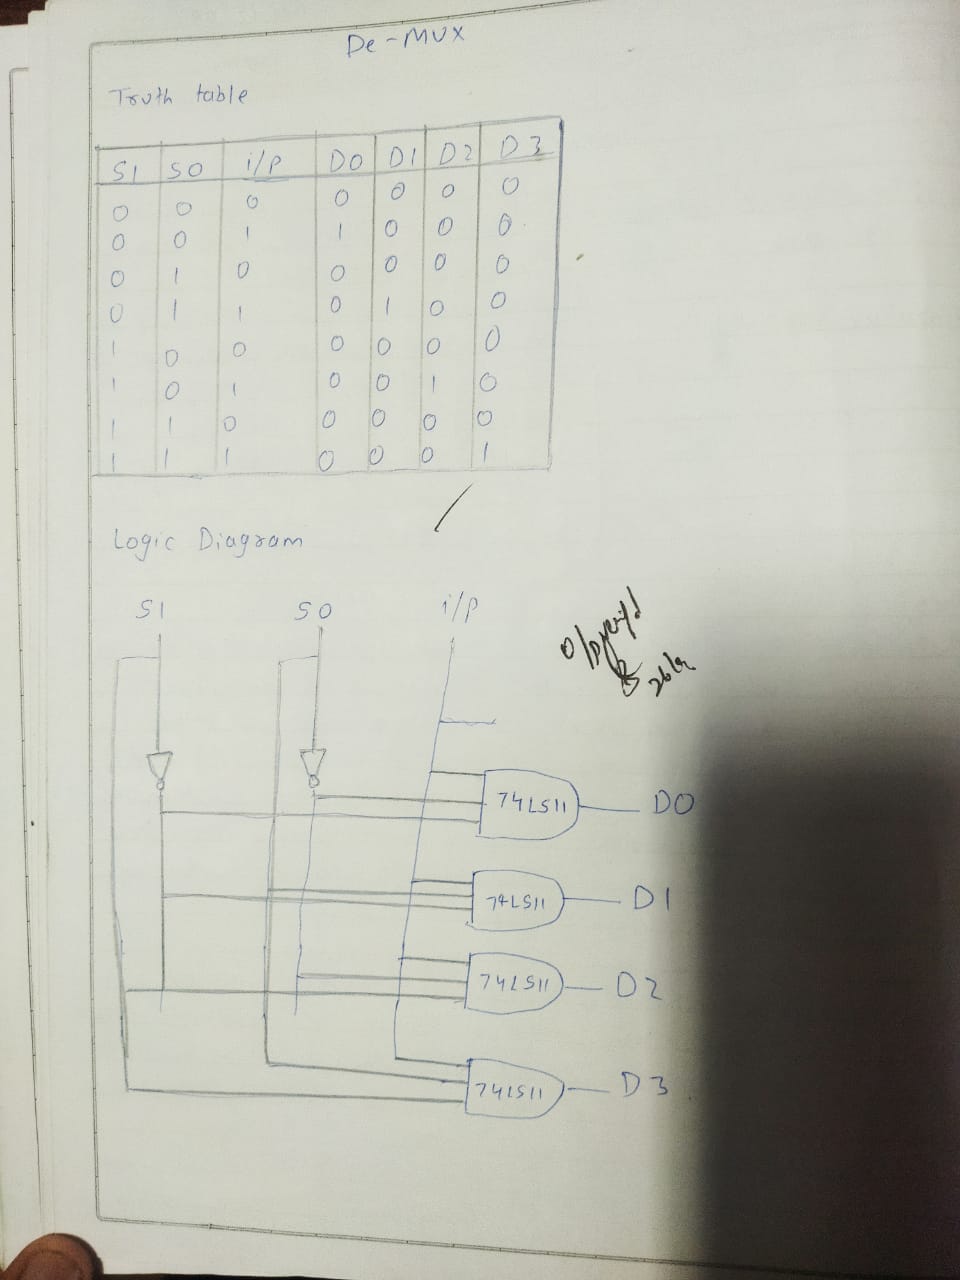 De-MUX
Truth table
S1 S0 i/p D0 D1 D2 D3
0 0 0 0 0 0 0
0 0 1 1 0 0 0
0 1 0 0 0 0 0
0 1 1 0 1 0 0
1 0 0 0 0 0 0
1 0 1 0 0 1 0
1 1 0 0 0 0 0
1 1 1 0 0 0 1
Logic Diagram
S1 S0 i/p
74LS11 D0
74LS11 D1
74LS11 D2
74LS11 D3